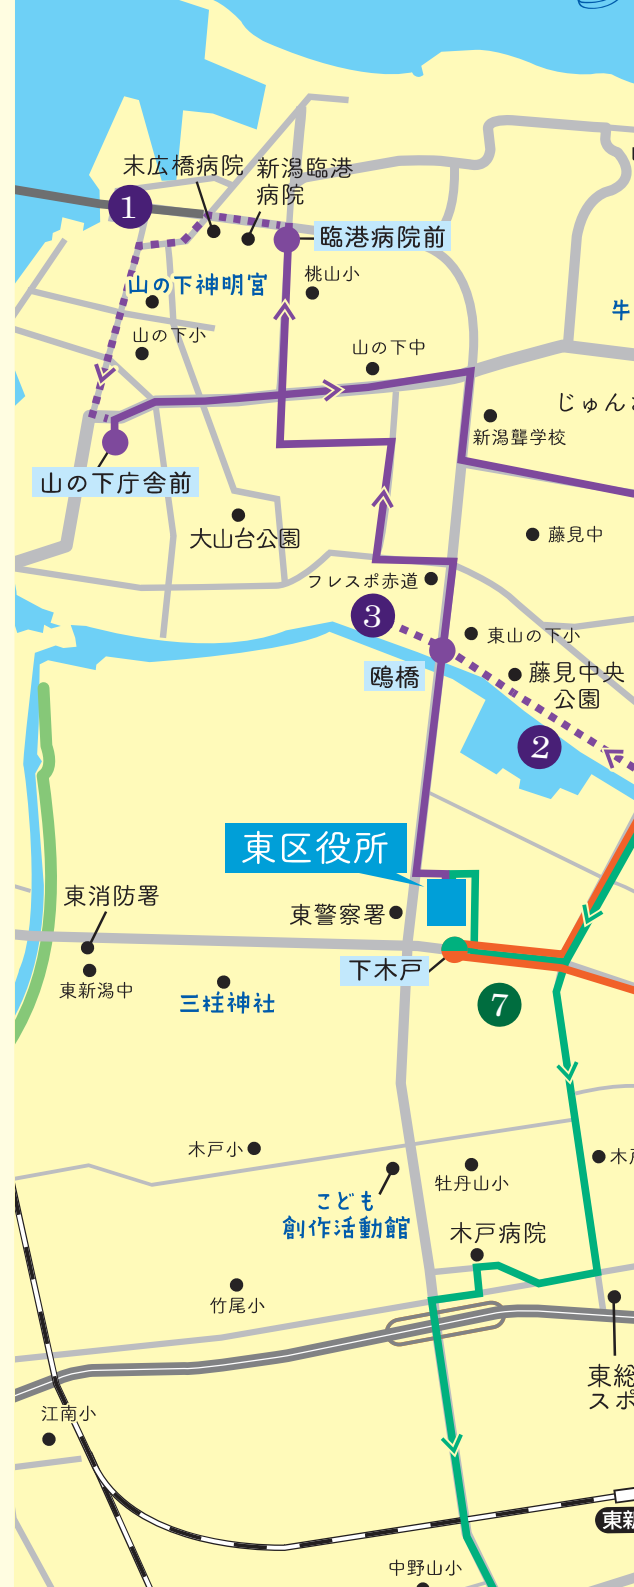 末広橋病院
新潟臨港
病院
1
臨港病院前
山の下神明宮
桃山小
牛
山の下小
山の下中
じゅん
新潟聾学校
山の下庁舎前
大山台公園
藤見中
フレスポ赤道
3
東山の下小
鴎橋
藤見中央
公園
2
東区役所
東消防署
東警察署
下木戸
東新潟中
三柱神社
7
木戸小
木戸
牡丹山小
こども
創作活動館
木戸病院
竹尾小
東総
スポ
江南小
東新
中野山小